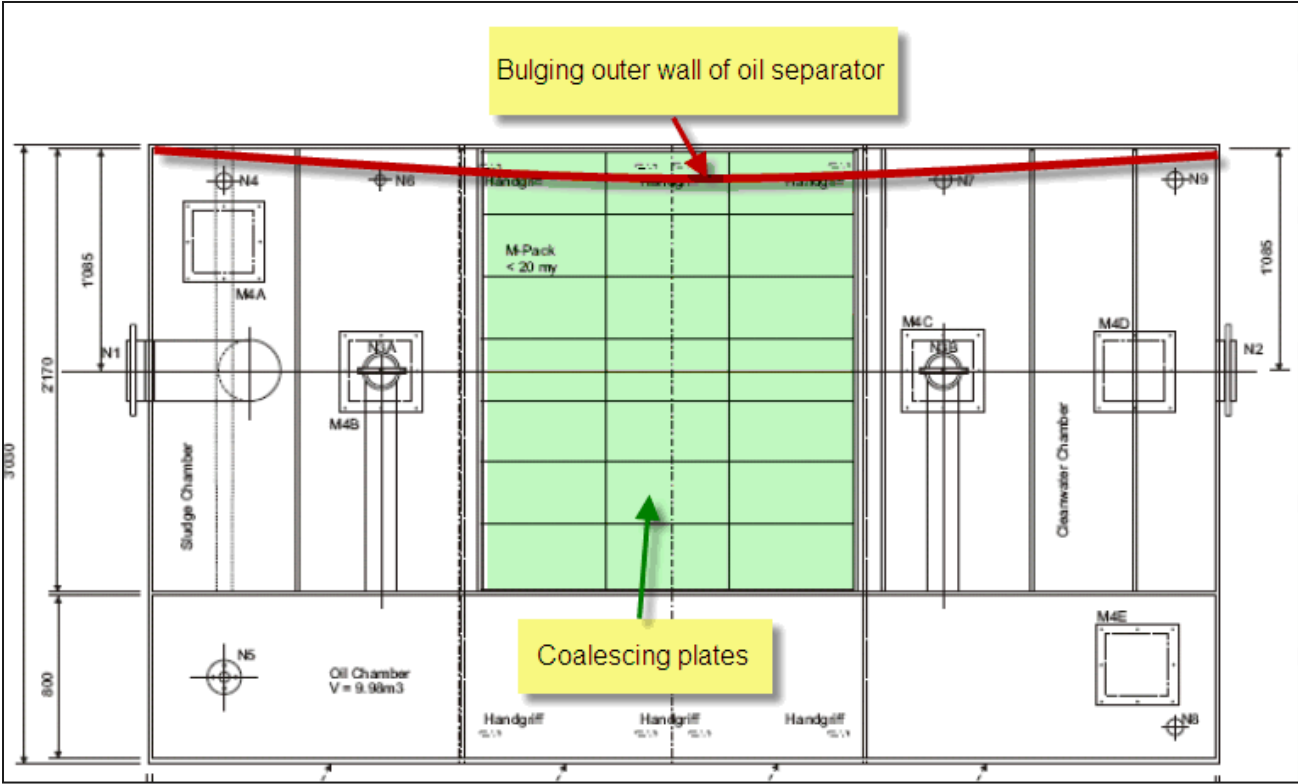 Bulging outer wall of oil separator
N4
N6
Handgriff
Handgriff
Handgriff
N7
N9
M-Pack
< 20 my
1'085
1'085
M4A
N1
N3A
M4B
M4C
N3B
M4D
N2
2'170
3'030
Sludge Chamber
Clearwater Chamber
Coalescing plates
M4E
N5
Oil Chamber
V = 9.98m3
800
Handgriff
Handgriff
Handgriff
N8